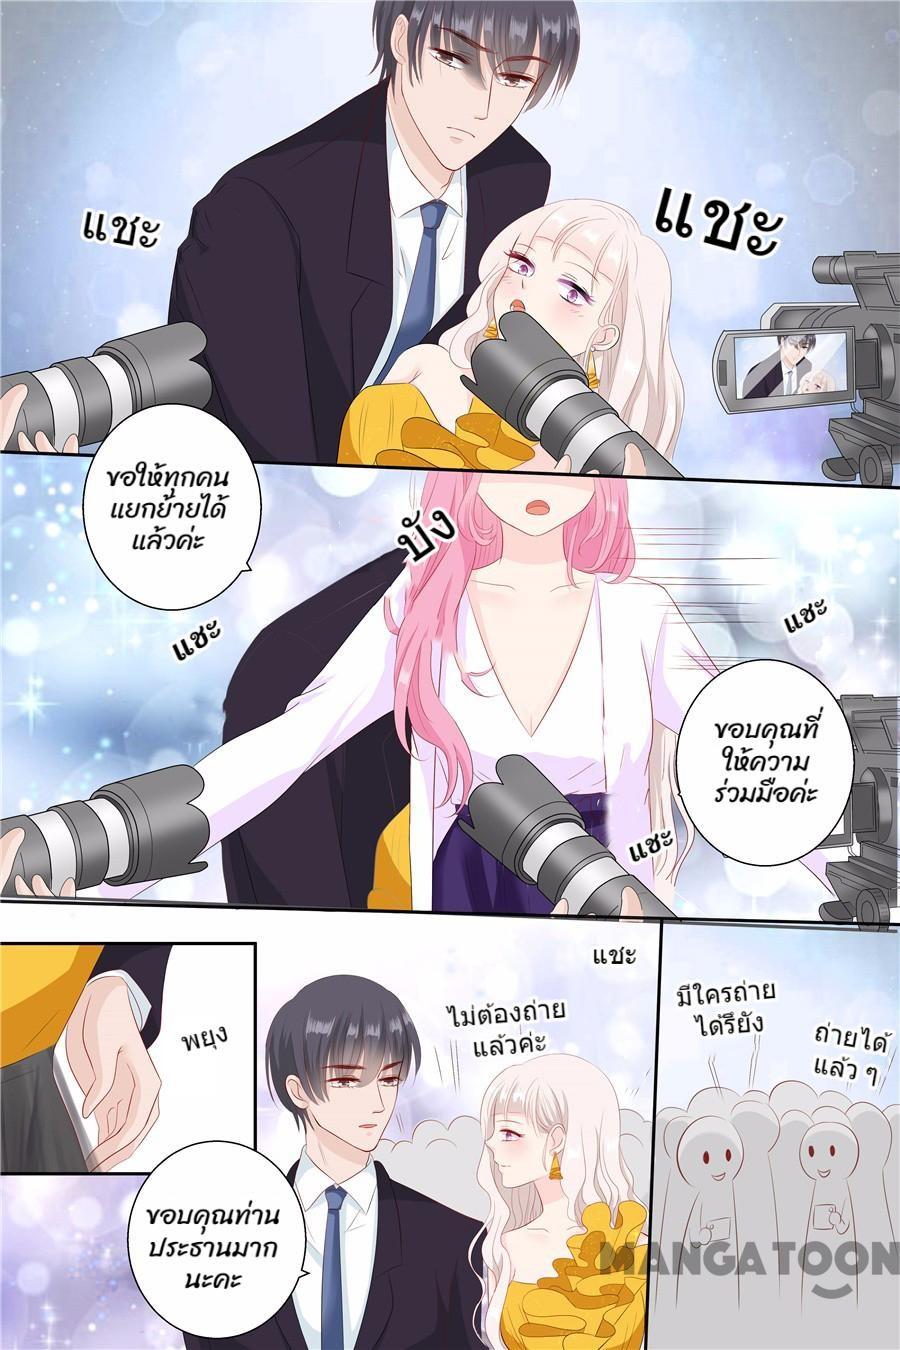 แชะ
แชะ
ขอให้ทุกคน
แยกย้ายได้
แล้วค่ะ
บัง
แชะ
แชะ
ขอบคุณที่
ให้ความ
ร่วมมือค่ะ
แชะ
พยุง
แชะ
ไม่ต้องถ่าย
แล้วค่ะ
ขอบคุณท่าน
ประธานมาก
นะคะ
มีใครถ่าย
ได้รึยัง
ถ่ายได้
แล้ว ๆ
MANGATOON